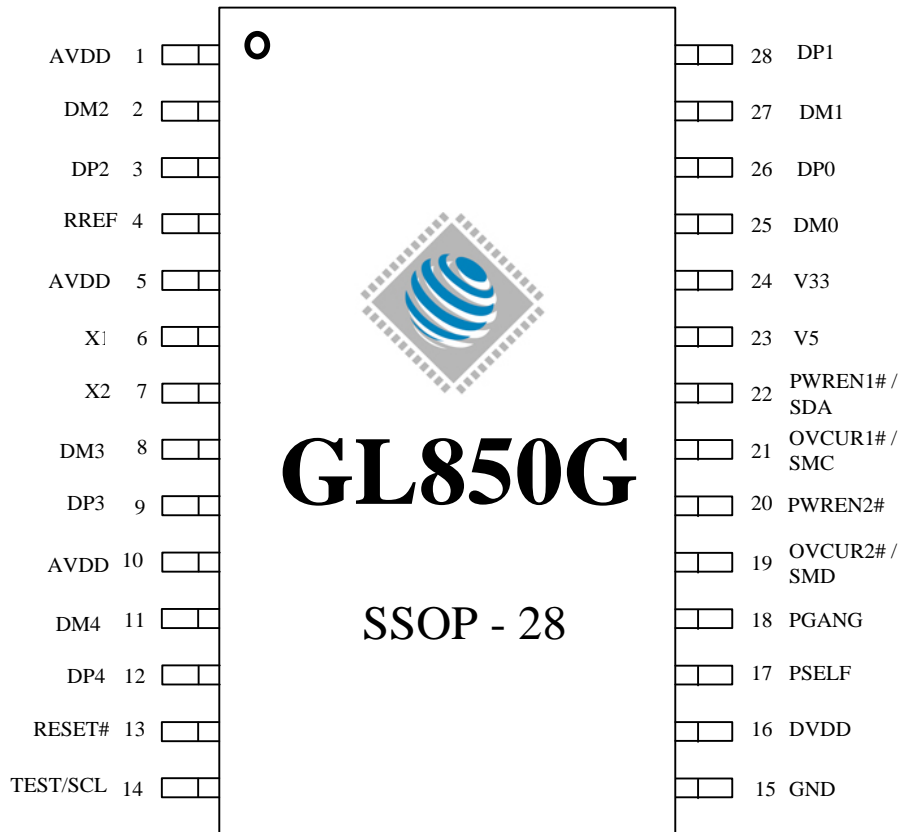 AVDD 1
DM2 2
DP2 3
RREF 4
AVDD 5
X1 6
X2 7
DM3 8
DP3 9
AVDD 10
DM4 11
DP4 12
RESET# 13
TEST/SCL 14
GL850G
SSOP - 28
28 DP1
27 DM1
26 DP0
25 DM0
24 V33
23 V5
22 PWREN1# /
SDA
21 OVCUR1# /
SMC
20 PWREN2#
19 OVCUR2# /
SMD
18 PGANG
17 PSELF
16 DVDD
15 GND